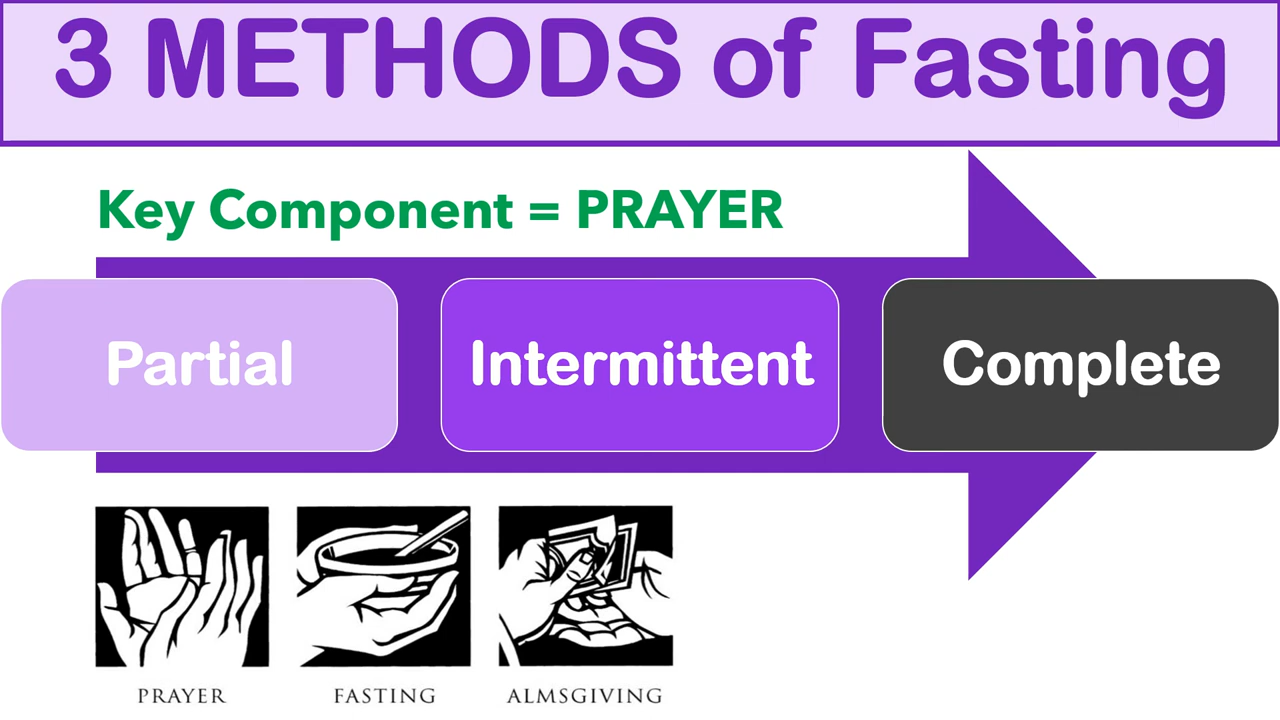 3 METHODS of Fasting
Key Component = PRAYER
Partial
Intermittent
Complete
PRAYER
FASTING
ALMSGIVING